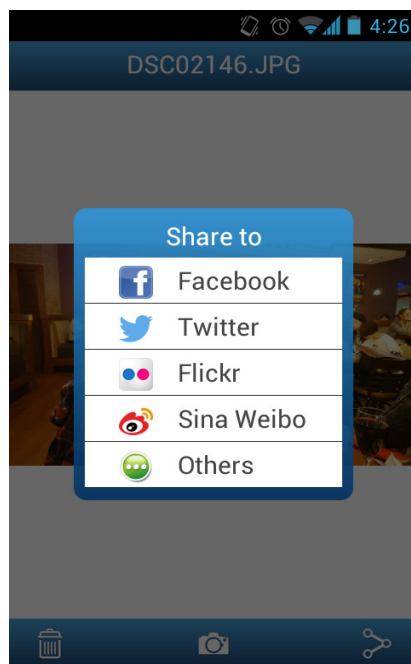 4:26
DSC02146.JPG
Share to
Facebook
Twitter
Flickr
Sina Weibo
Others